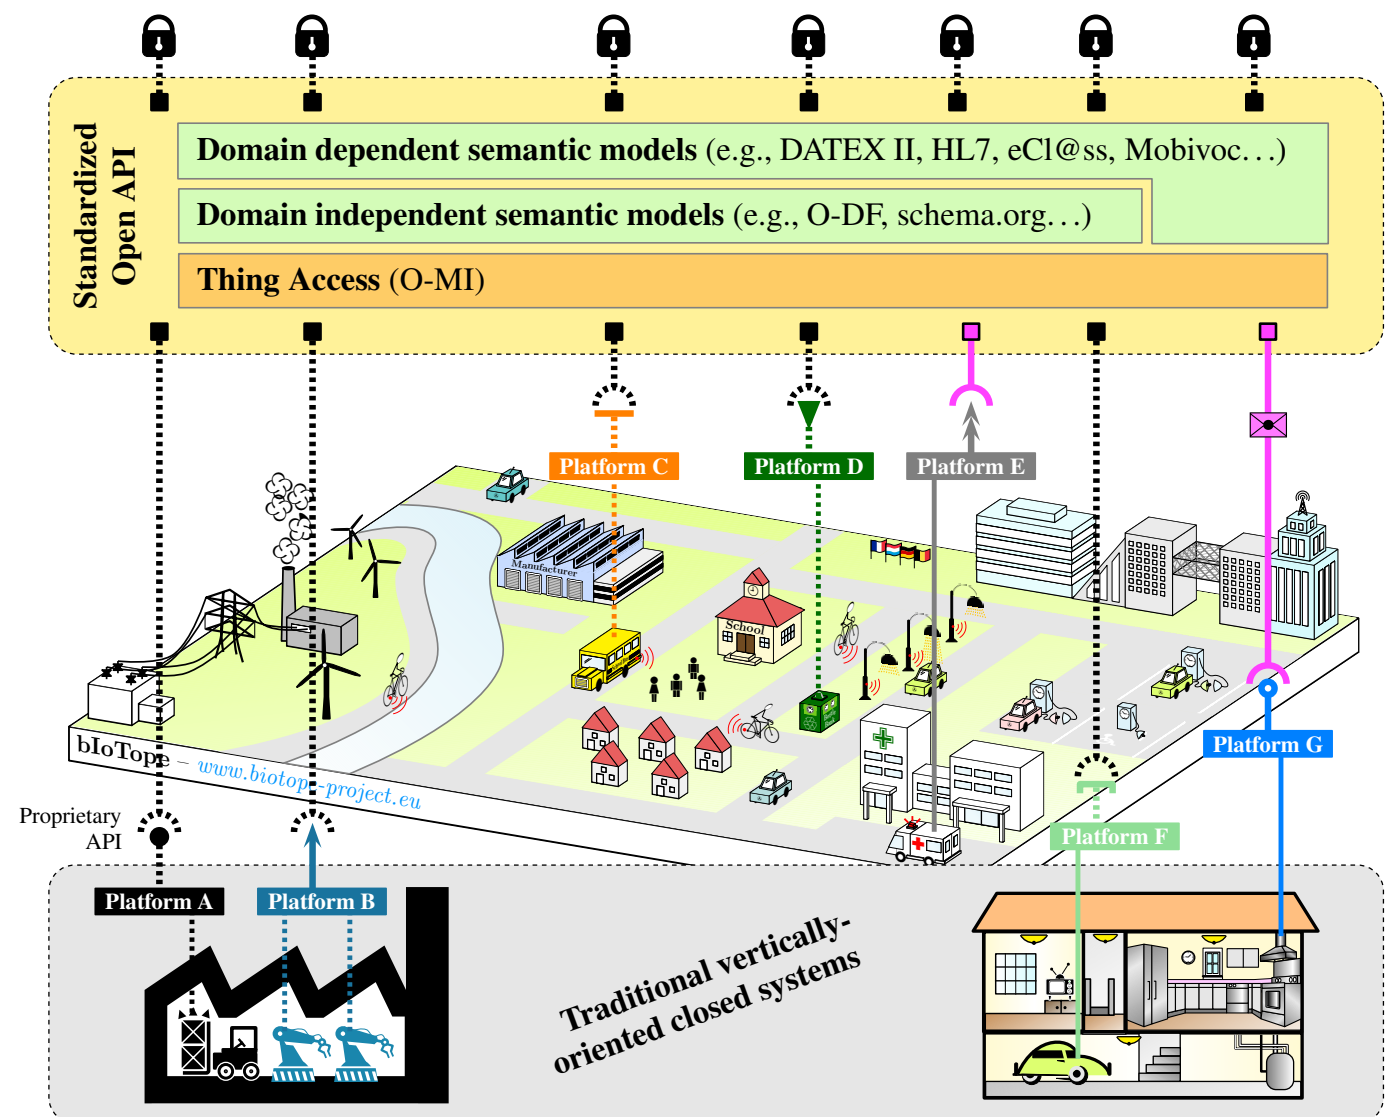 Standardized
Open API
Domain dependent semantic models (e.g., DATEX II, HL7, eCl@ss, Mobivoc...)
Domain independent semantic models (e.g., O-DF, schema.org...)
Thing Access (O-MI)
Platform C
Platform D
Platform E
Manufacturer
School
bIoTope – www.biotope-project.eu
Platform G
Proprietary
API
Platform F
Platform A
Platform B
Traditional vertically-
oriented closed systems